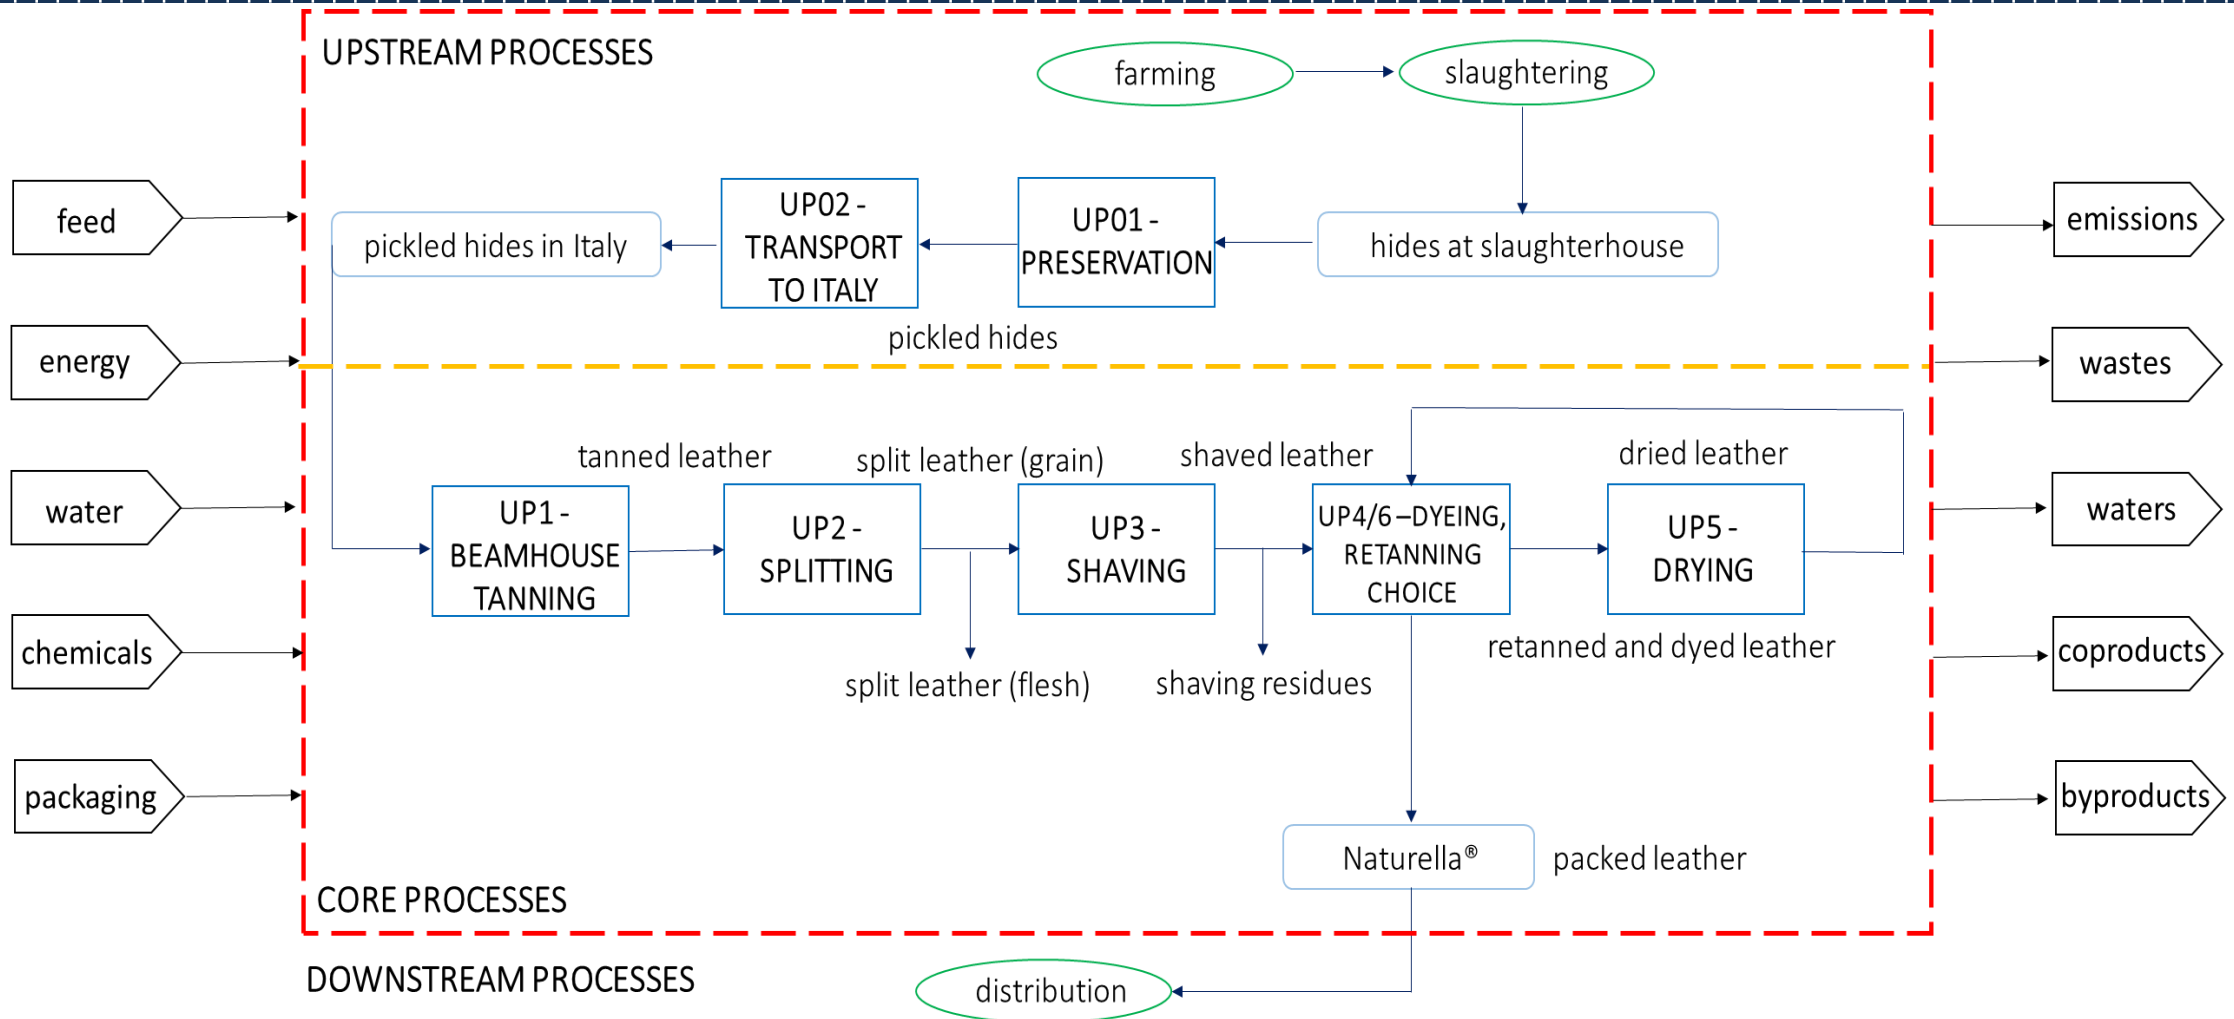 UPSTREAM PROCESSES
farming
slaughtering
feed
pickled hides in Italy
UP02 -
TRANSPORT
TO ITALY
UP01 -
PRESERVATION
hides at slaughterhouse
emissions
pickled hides
energy
wastes
tanned leather
split leather (grain)
shaved leather
dried leather
water
UP1 -
BEAMHOUSE
TANNING
UP2 -
SPLITTING
UP3 -
SHAVING
UP4/6 –DYEING,
RETANNING
CHOICE
UP5 -
DRYING
waters
chemicals
split leather (flesh)
shaving residues
retanned and dyed leather
coproducts
packaging
byproducts
Naturella®
packed leather
CORE PROCESSES
DOWNSTREAM PROCESSES
distribution